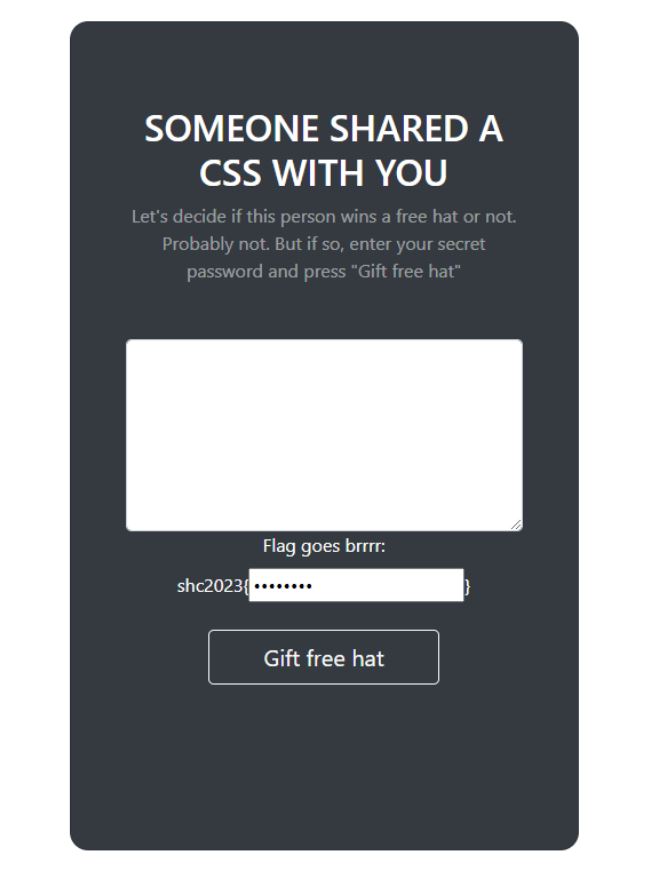 SOMEONE SHARED A
CSS WITH YOU
Let's decide if this person wins a free hat or not.
Probably not. But if so, enter your secret
password and press "Gift free hat"
Flag goes brrrr:
shc2023{••••••••}
Gift free hat